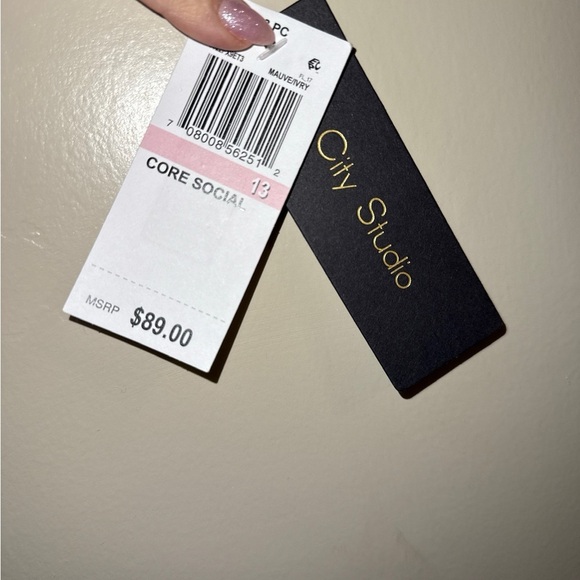 PC
MAUVE/IVRY
7 08008 56251 2
13
CORE SOCIAL
MSRP $89.00
City Studio